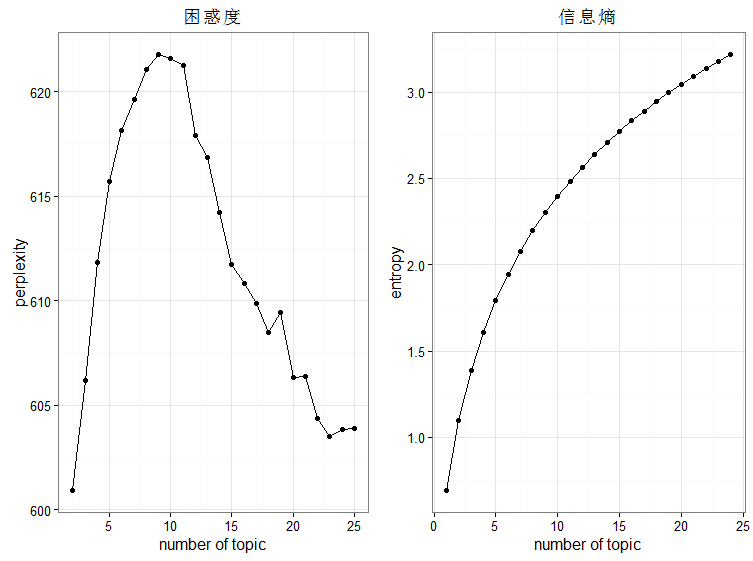 困惑度
620
615
610
605
600
perplexity
5 10 15 20 25
number of topic
信息熵
3.0
2.5
2.0
1.5
1.0
entropy
0 5 10 15 20 25
number of topic